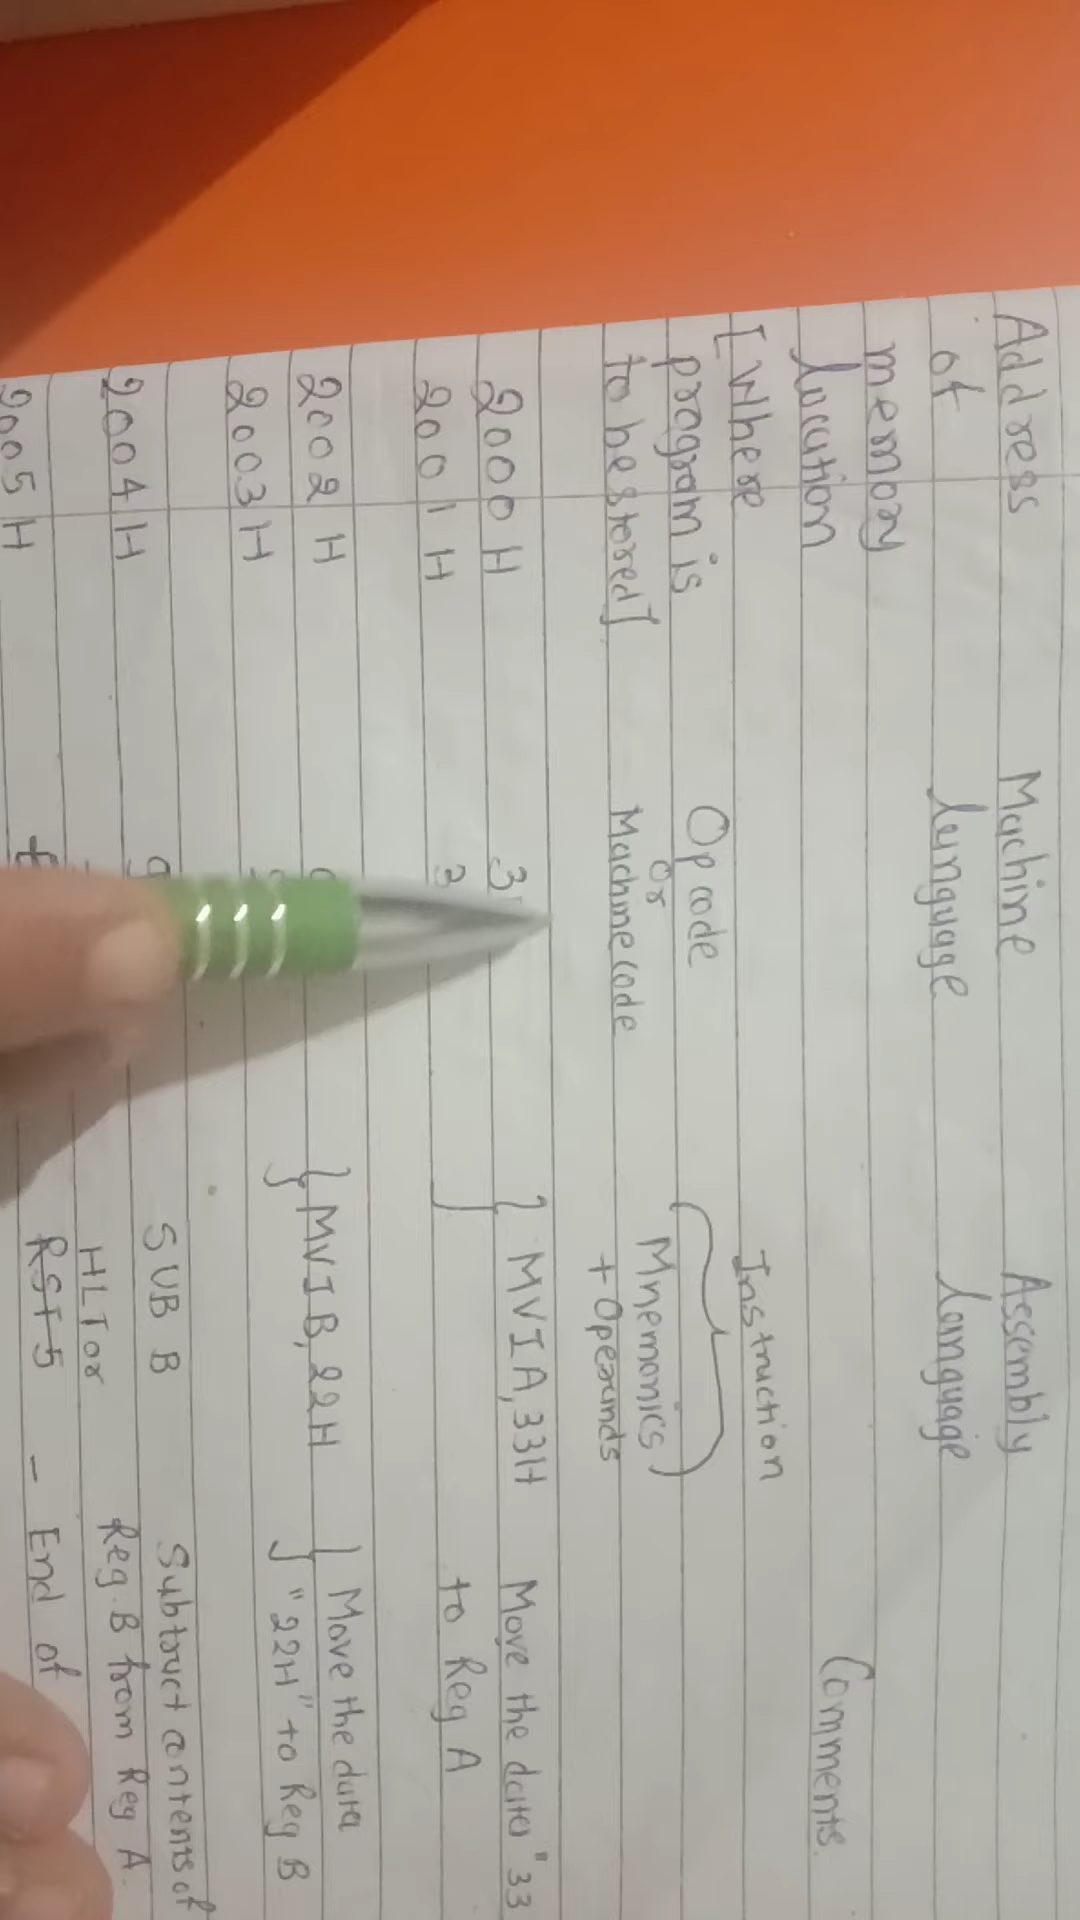 Address Machine Assembly
of language language
memory Comments.
location
[Where Instruction
program is Opcode Mnemonics
to be stored] or Machine code + Operands
2000 H 3 MVI A, 33H Move the data "33
2001 H 3 to Reg A
2002 H MVI B, 22H Move the data
2003 H "22H" to Reg B
2004 H 9 SUB B Subtract contents of
HLT or Reg. B from Reg A.
2005 H RST 5 - End of